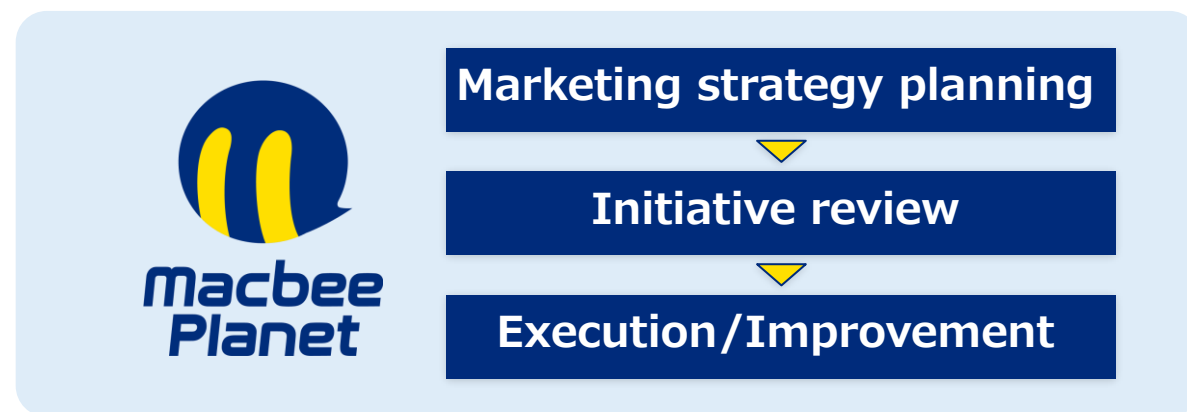 Marketing strategy planning
Initiative review
Execution/Improvement
macbee
Planet